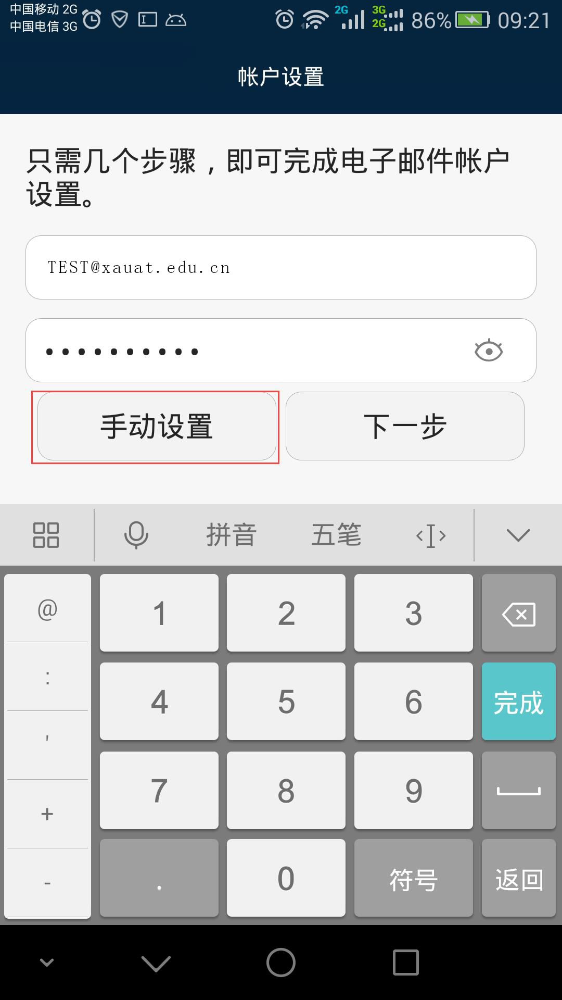 中国移动 2G
中国电信 3G
2G
3G
2G
86%
09:21
帐户设置
只需几个步骤，即可完成电子邮件帐户
设置。
TEST@xauat.edu.cn
••••••••••
手动设置
下一步
拼音
五笔
@
1
2
3
:
4
5
6
完成
'
7
8
9
+
-
.
0
符号
返回